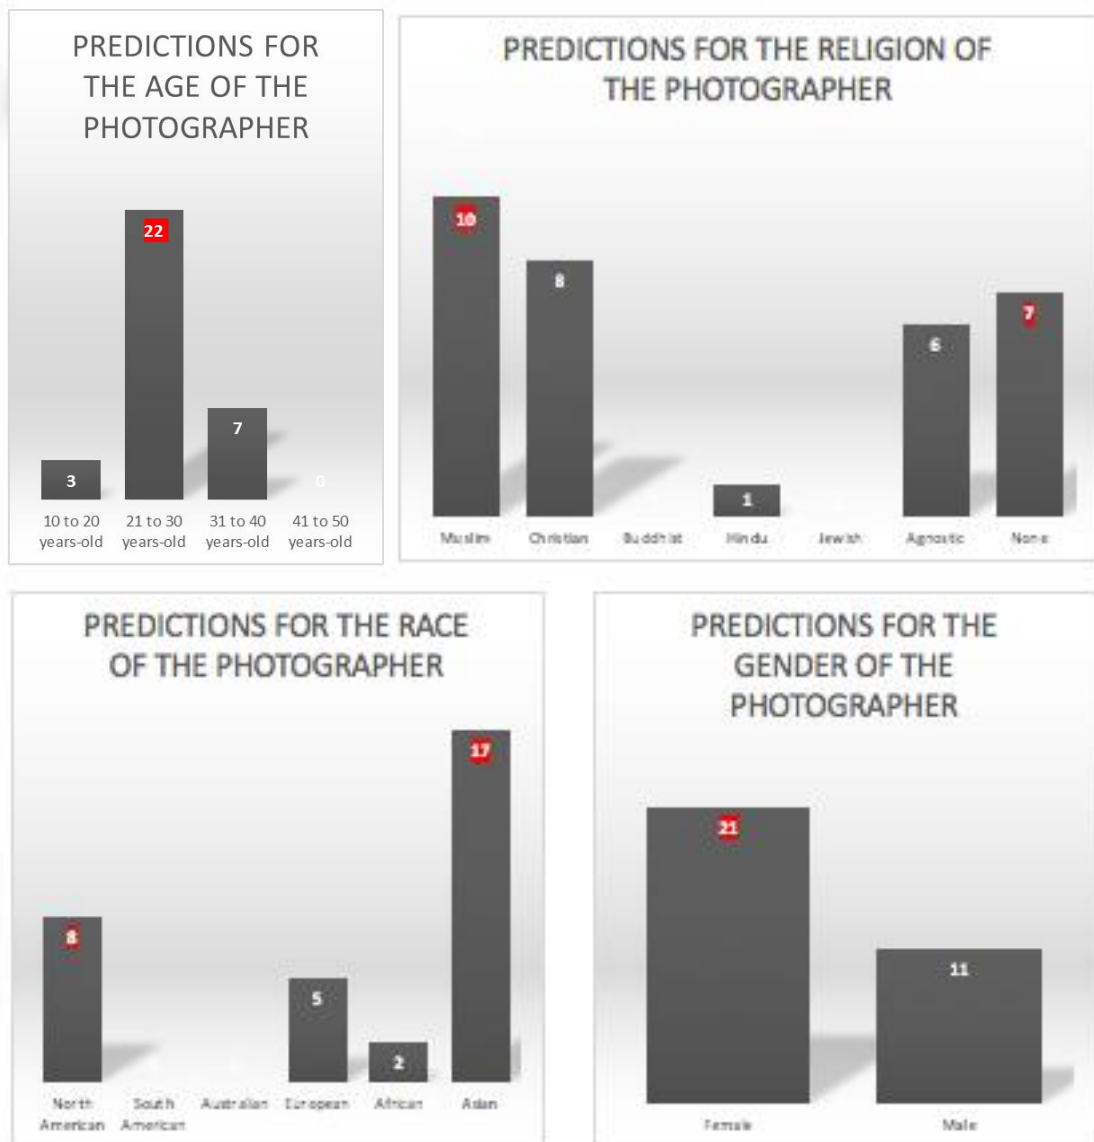 PREDICTIONS FOR
THE AGE OF THE
PHOTOGRAPHER
22
7
3
0
10 to 20
years-old
21 to 30
years-old
31 to 40
years-old
41 to 50
years-old
PREDICTIONS FOR THE RELIGION OF
THE PHOTOGRAPHER
10
8
1
6
7
Muslim
Christian
Buddhist
Hindu
Jewish
Agnostic
None
PREDICTIONS FOR THE RACE
OF THE PHOTOGRAPHER
8
5
2
17
North
American
South
American
Australian
European
African
Asian
PREDICTIONS FOR THE
GENDER OF THE
PHOTOGRAPHER
21
11
Female
Male